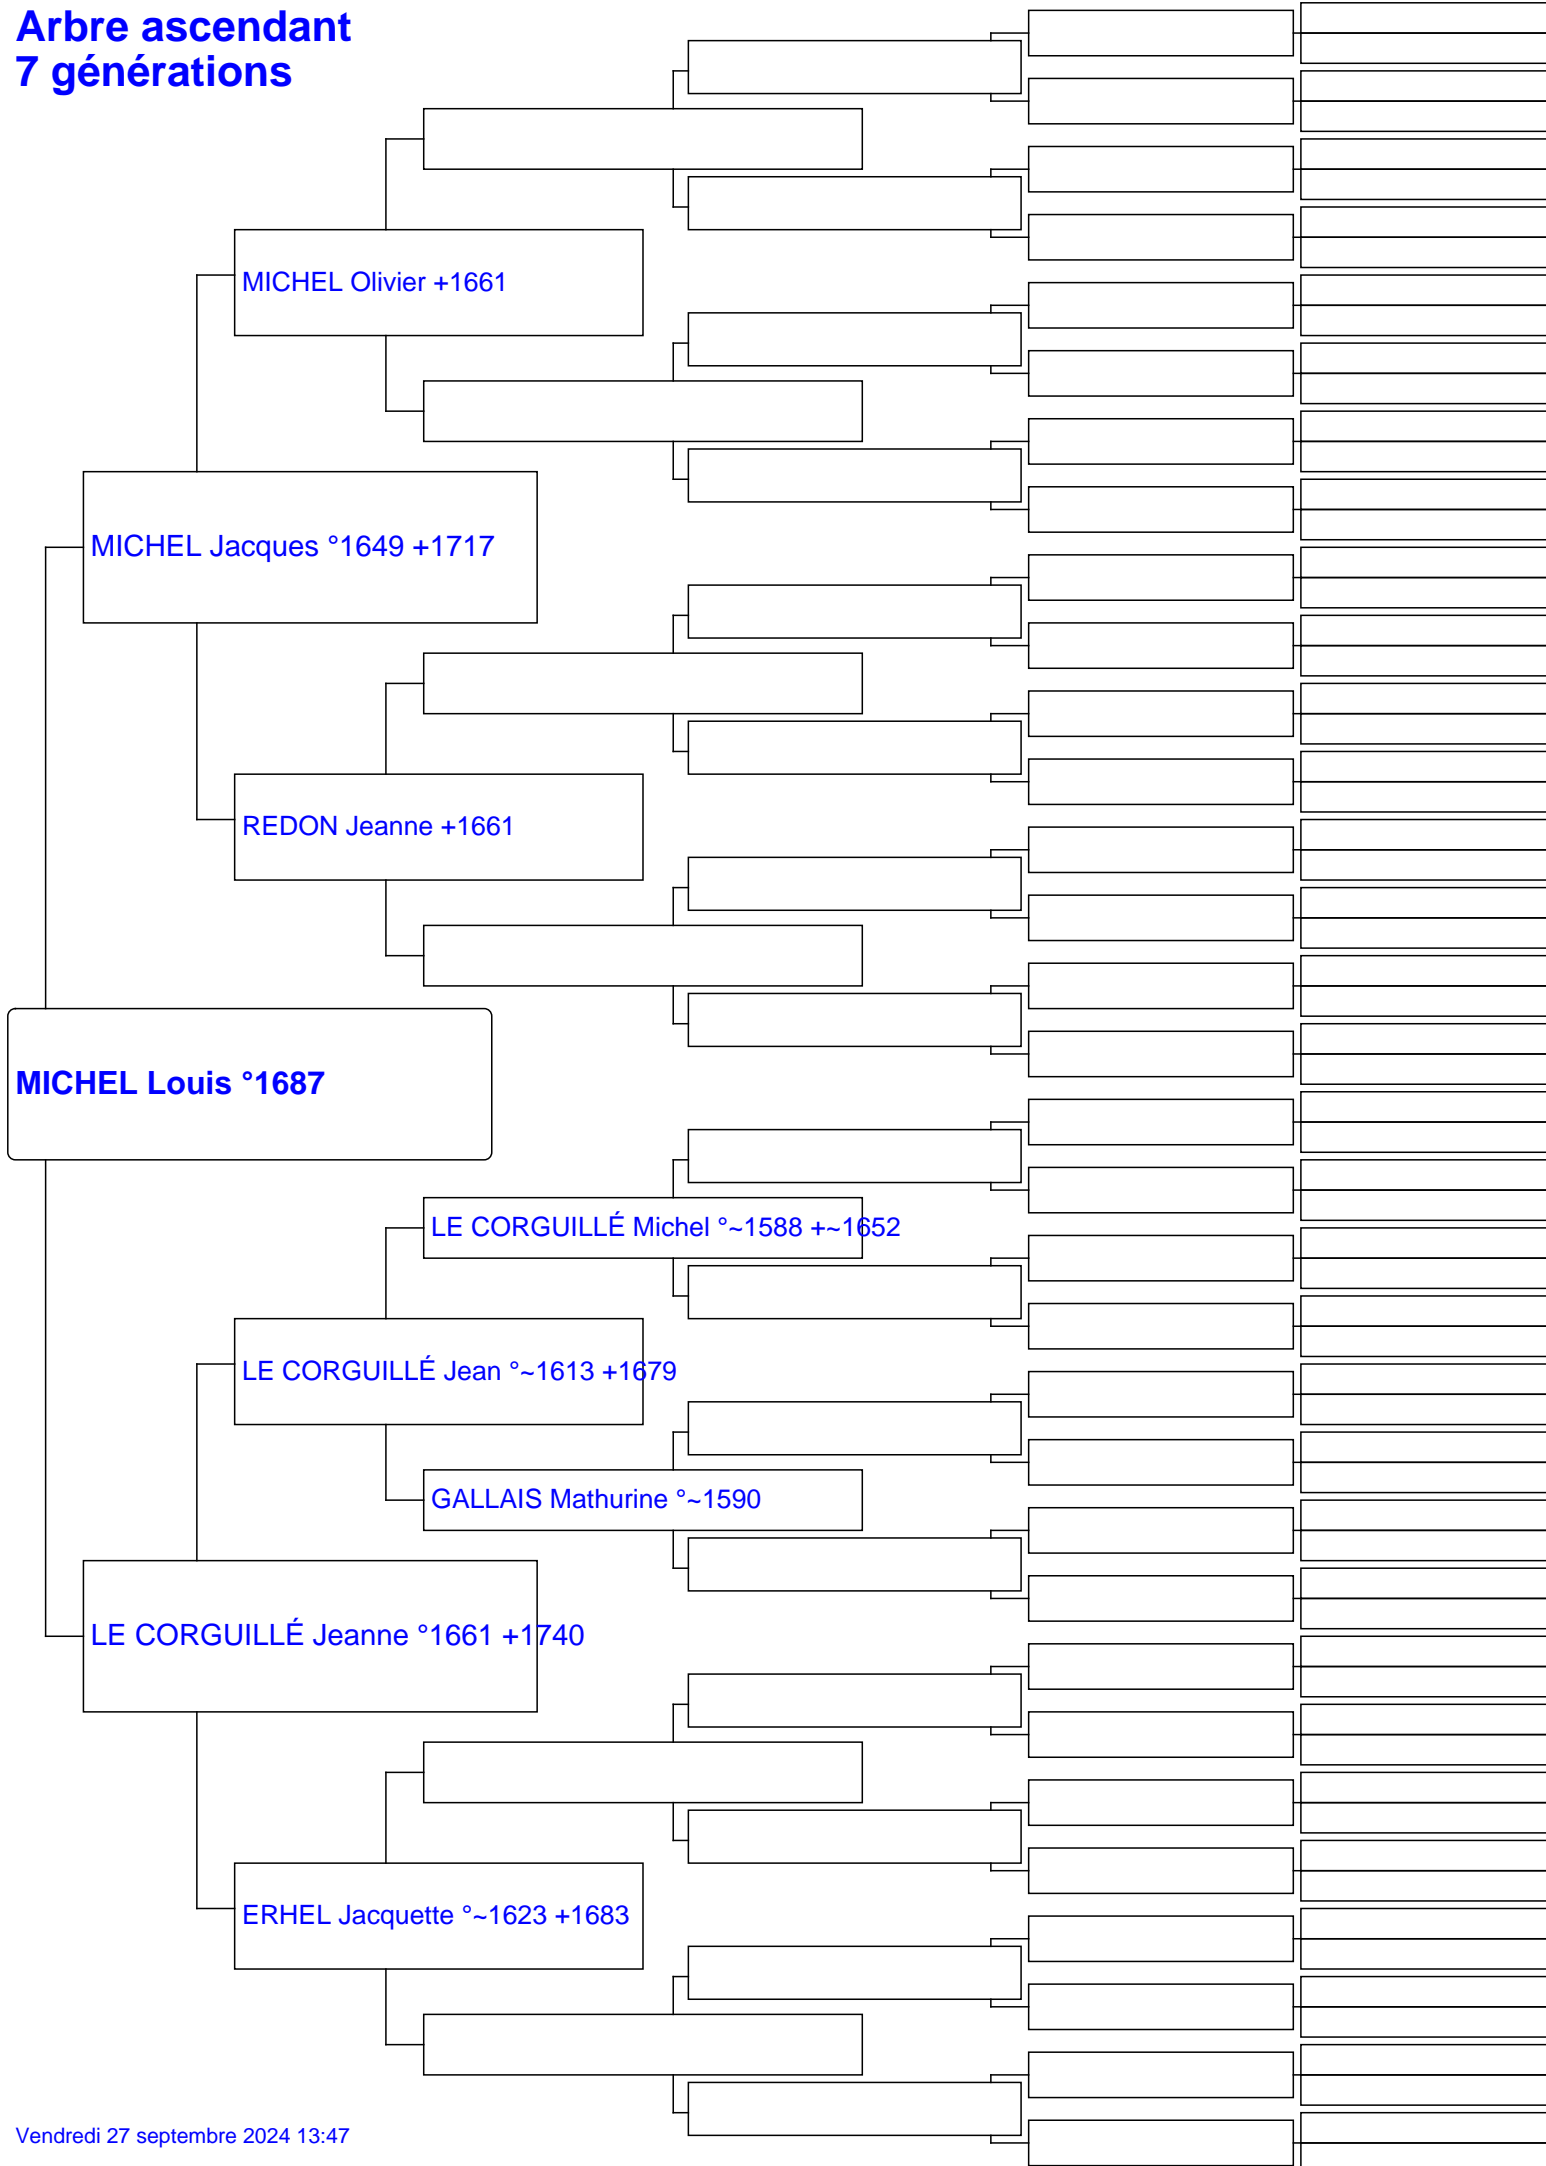 Arbre ascendant
7 générations
MICHEL Olivier +1661
MICHEL Jacques °1649 +1717
REDON Jeanne +1661
MICHEL Louis °1687
LE CORGUILLÉ Michel °~1588 +~1652
LE CORGUILLÉ Jean °~1613 +1679
GALLAIS Mathurine °~1590
LE CORGUILLÉ Jeanne °1661 +1740
ERHEL Jacquette °~1623 +1683
Vendredi 27 septembre 2024 13:47